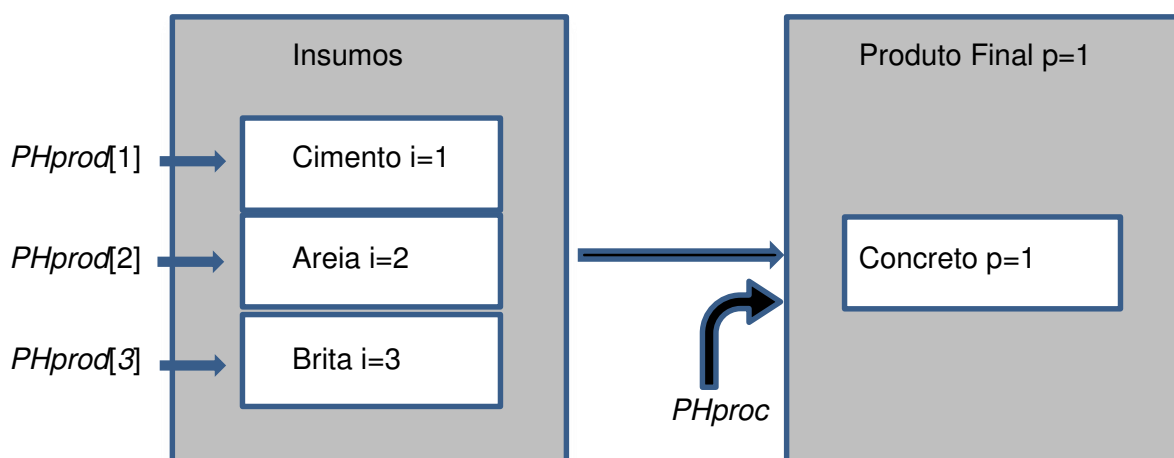 Insumos
Produto Final p=1
PHprod[1]
Cimento i=1
PHprod[2]
Areia i=2
Concreto p=1
PHprod[3]
Brita i=3
PHproc